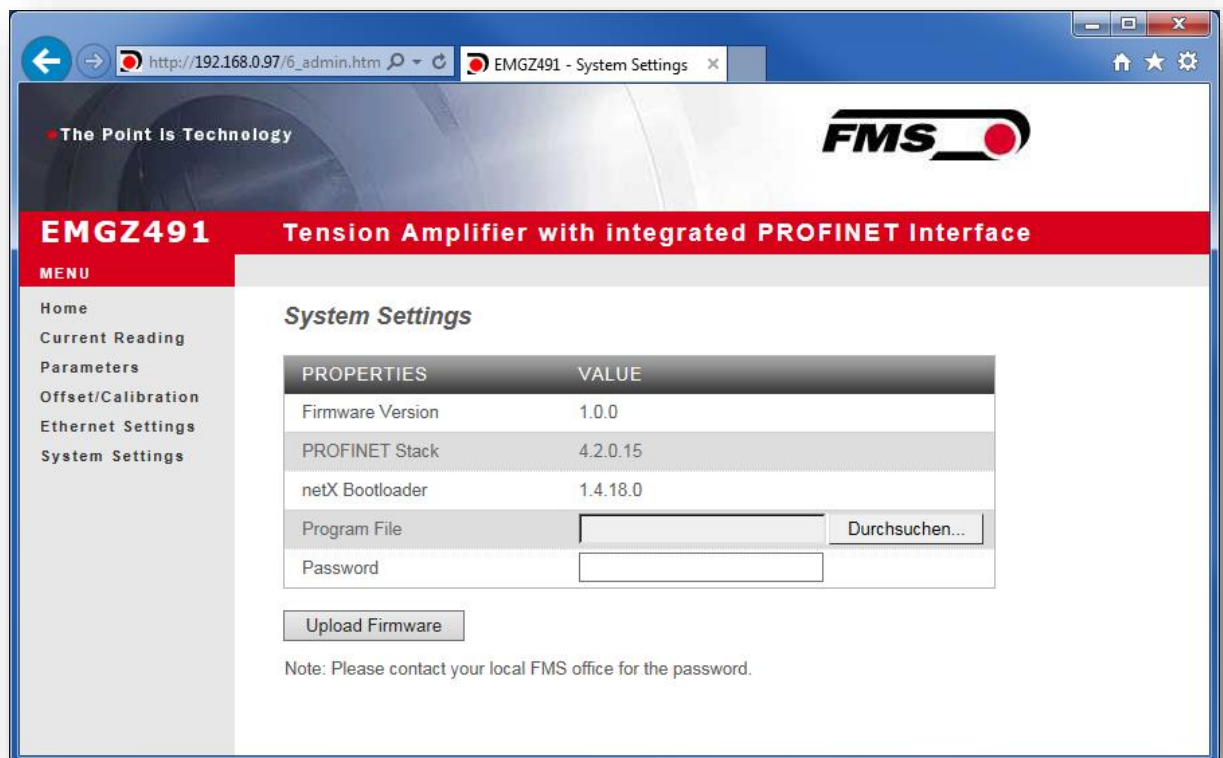 http://192.168.0.97/6_admin.htm
EMGZ491 - System Settings
The Point is Technology
FMS
EMGZ491 Tension Amplifier with integrated PROFINET Interface
MENU
Home
Current Reading
Parameters
Offset/Calibration
Ethernet Settings
System Settings
System Settings
PROPERTIES VALUE
Firmware Version 1.0.0
PROFINET Stack 4.2.0.15
netX Bootloader 1.4.18.0
Program File Durchsuchen...
Password
Upload Firmware
Note: Please contact your local FMS office for the password.